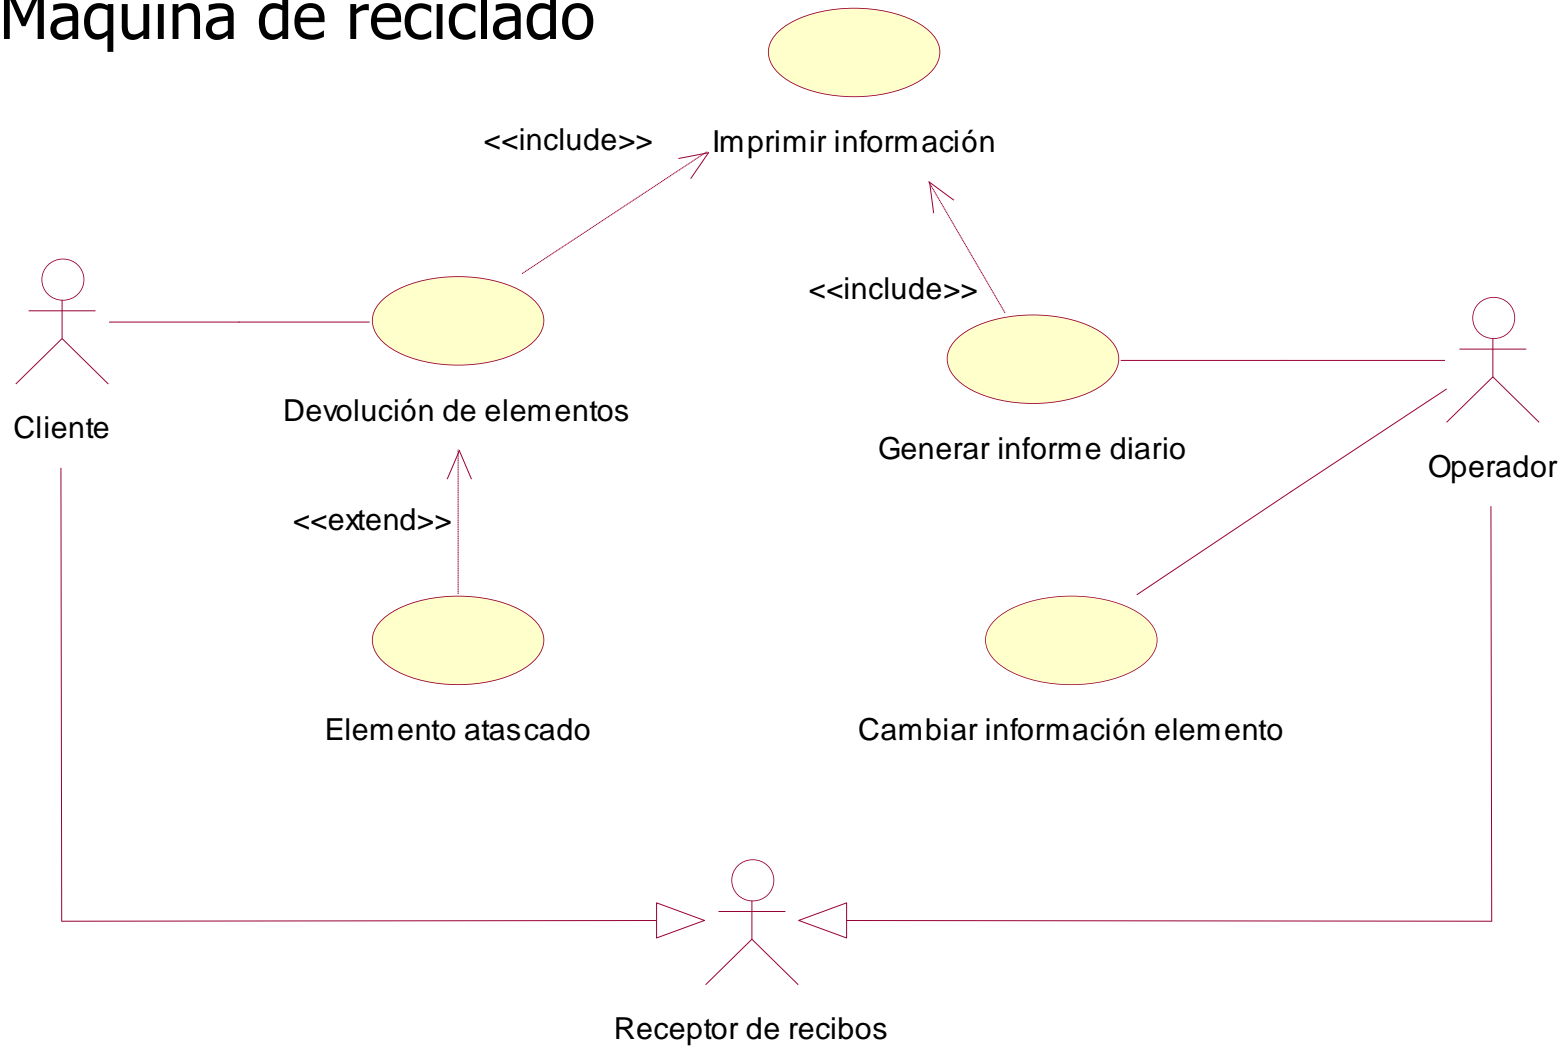 Maquina de reciclado
<<include>>
Imprimir información
<<include>>
Cliente
Devolución de elementos
Generar informe diario
Operador
<<extend>>
Elemento atascado
Cambiar información elemento
Receptor de recibos